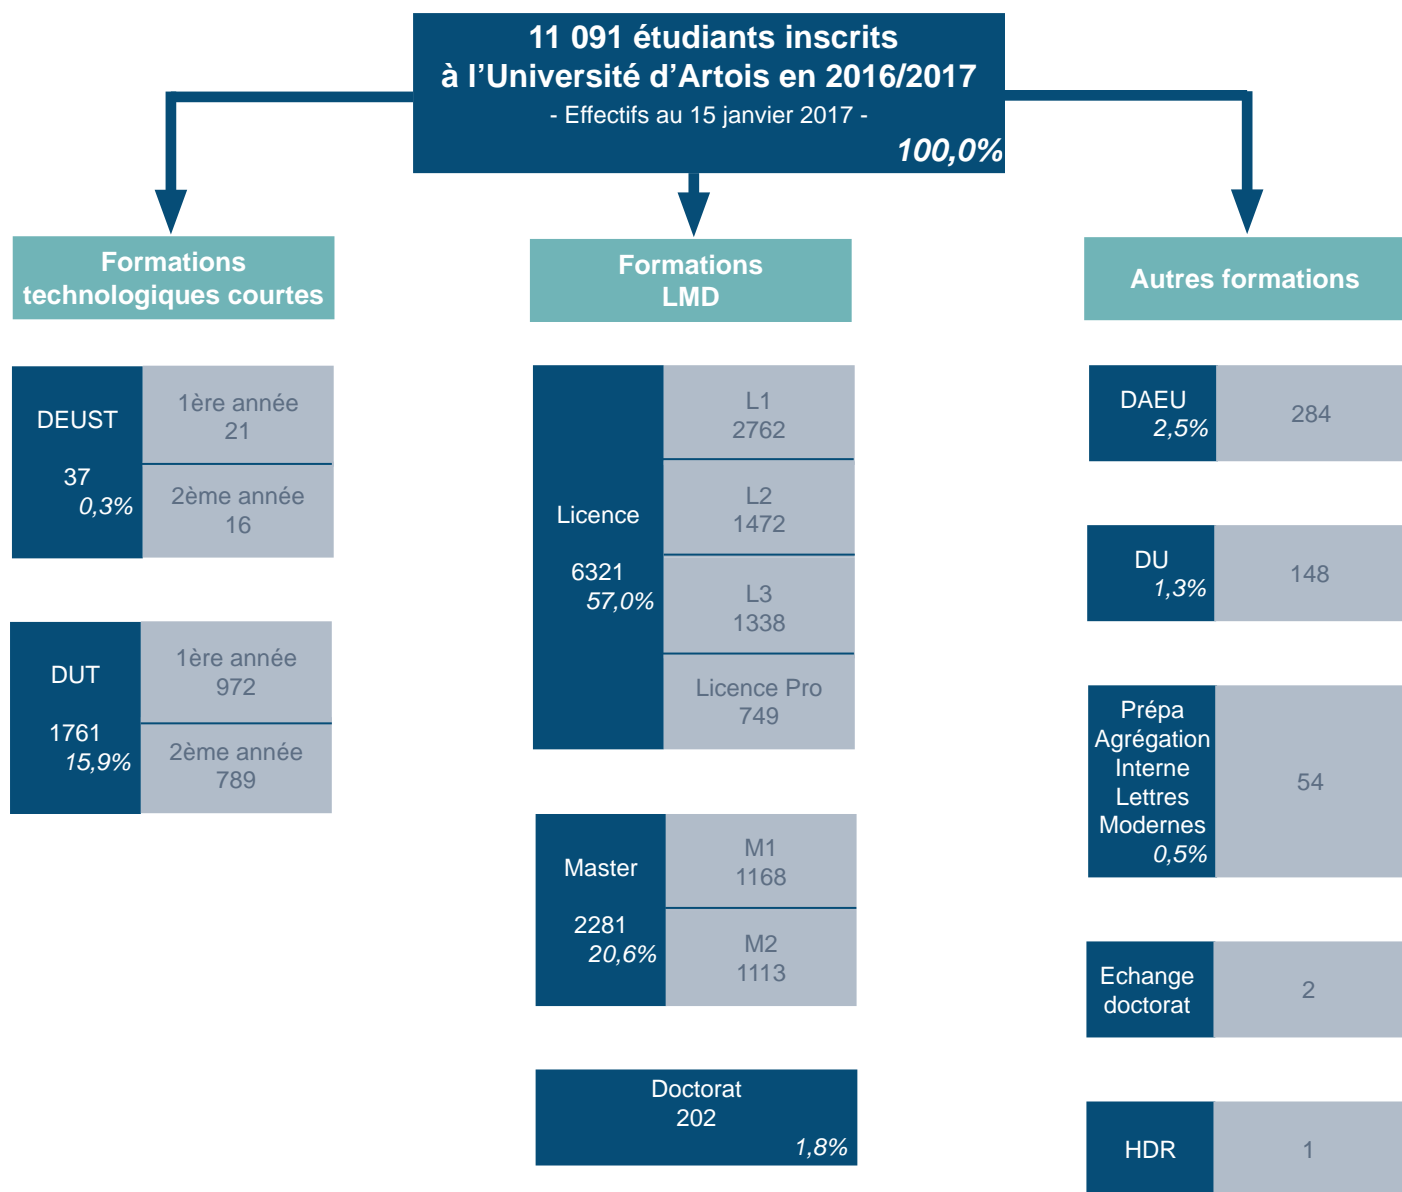 11 091 étudiants inscrits
à l’Université d’Artois en 2016/2017
- Effectifs au 15 janvier 2017 -
100,0%
Formations
technologiques courtes
DEUST
37
0,3%
1ère année
21
2ème année
16
DUT
1761
15,9%
1ère année
972
2ème année
789
Formations
LMD
Licence
6321
57,0%
L1
2762
L2
1472
L3
1338
Licence Pro
749
Master
2281
20,6%
M1
1168
M2
1113
Doctorat
202
1,8%
Autres formations
DAEU
2,5%
284
DU
1,3%
148
Prépa
Agrégation
Interne
Lettres
Modernes
0,5%
54
Echange
doctorat
2
HDR
1